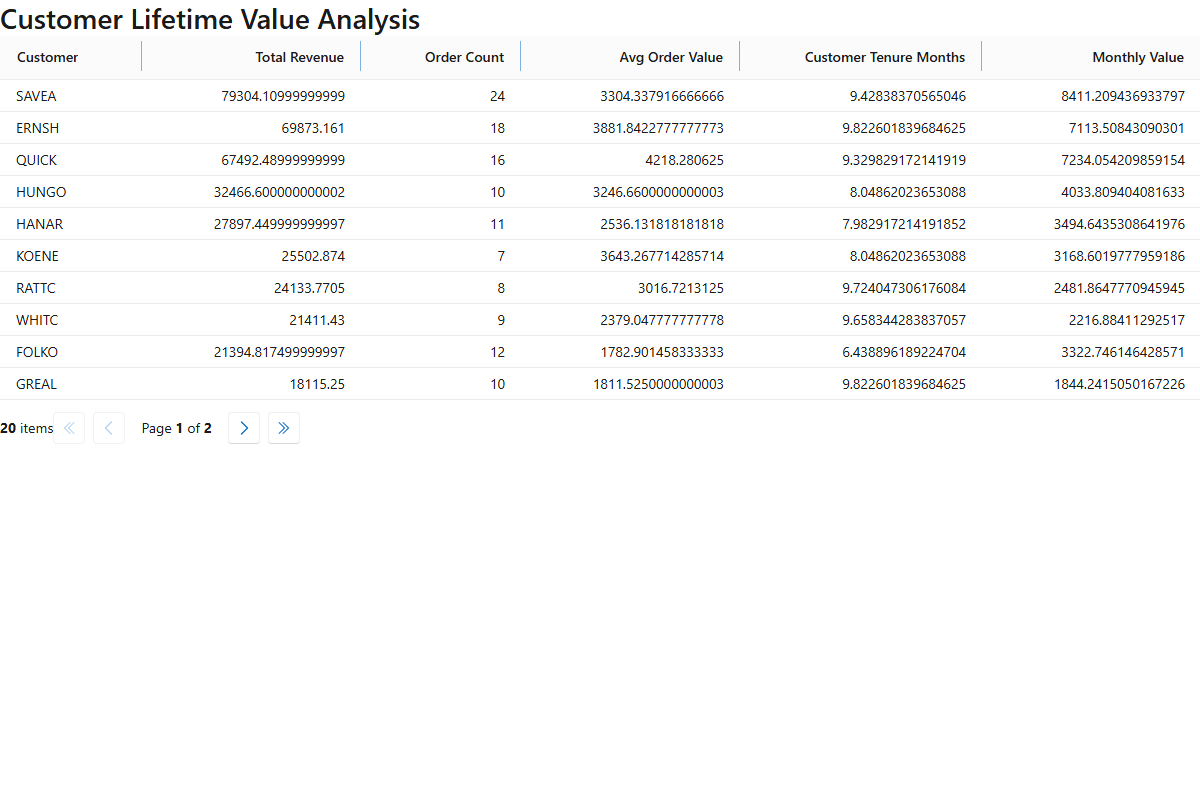 Customer Lifetime Value Analysis
Customer Total Revenue Order Count Avg Order Value Customer Tenure Months Monthly Value
SAVEA 79304.10999999999 24 3304.337916666666 9.42838370565046 8411.209436933797
ERNSH 69873.161 18 3881.8422777777773 9.822601839684625 7113.50843090301
QUICK 67492.48999999999 16 4218.280625 9.329829172141919 7234.054209859154
HUNGO 32466.600000000002 10 3246.6600000000003 8.04862023653088 4033.809404081633
HANAR 27897.449999999997 11 2536.131818181818 7.982917214191852 3494.6435308641976
KOENE 25502.874 7 3643.267714285714 8.04862023653088 3168.6019777959186
RATTC 24133.7705 8 3016.7213125 9.724047306176084 2481.8647770945945
WHITC 21411.43 9 2379.047777777778 9.658344283837057 2216.88411292517
FOLKO 21394.817499999997 12 1782.901458333333 6.438896189224704 3322.746146428571
GREAL 18115.25 10 1811.5250000000003 9.822601839684625 1844.2415050167226
20 items Page 1 of 2